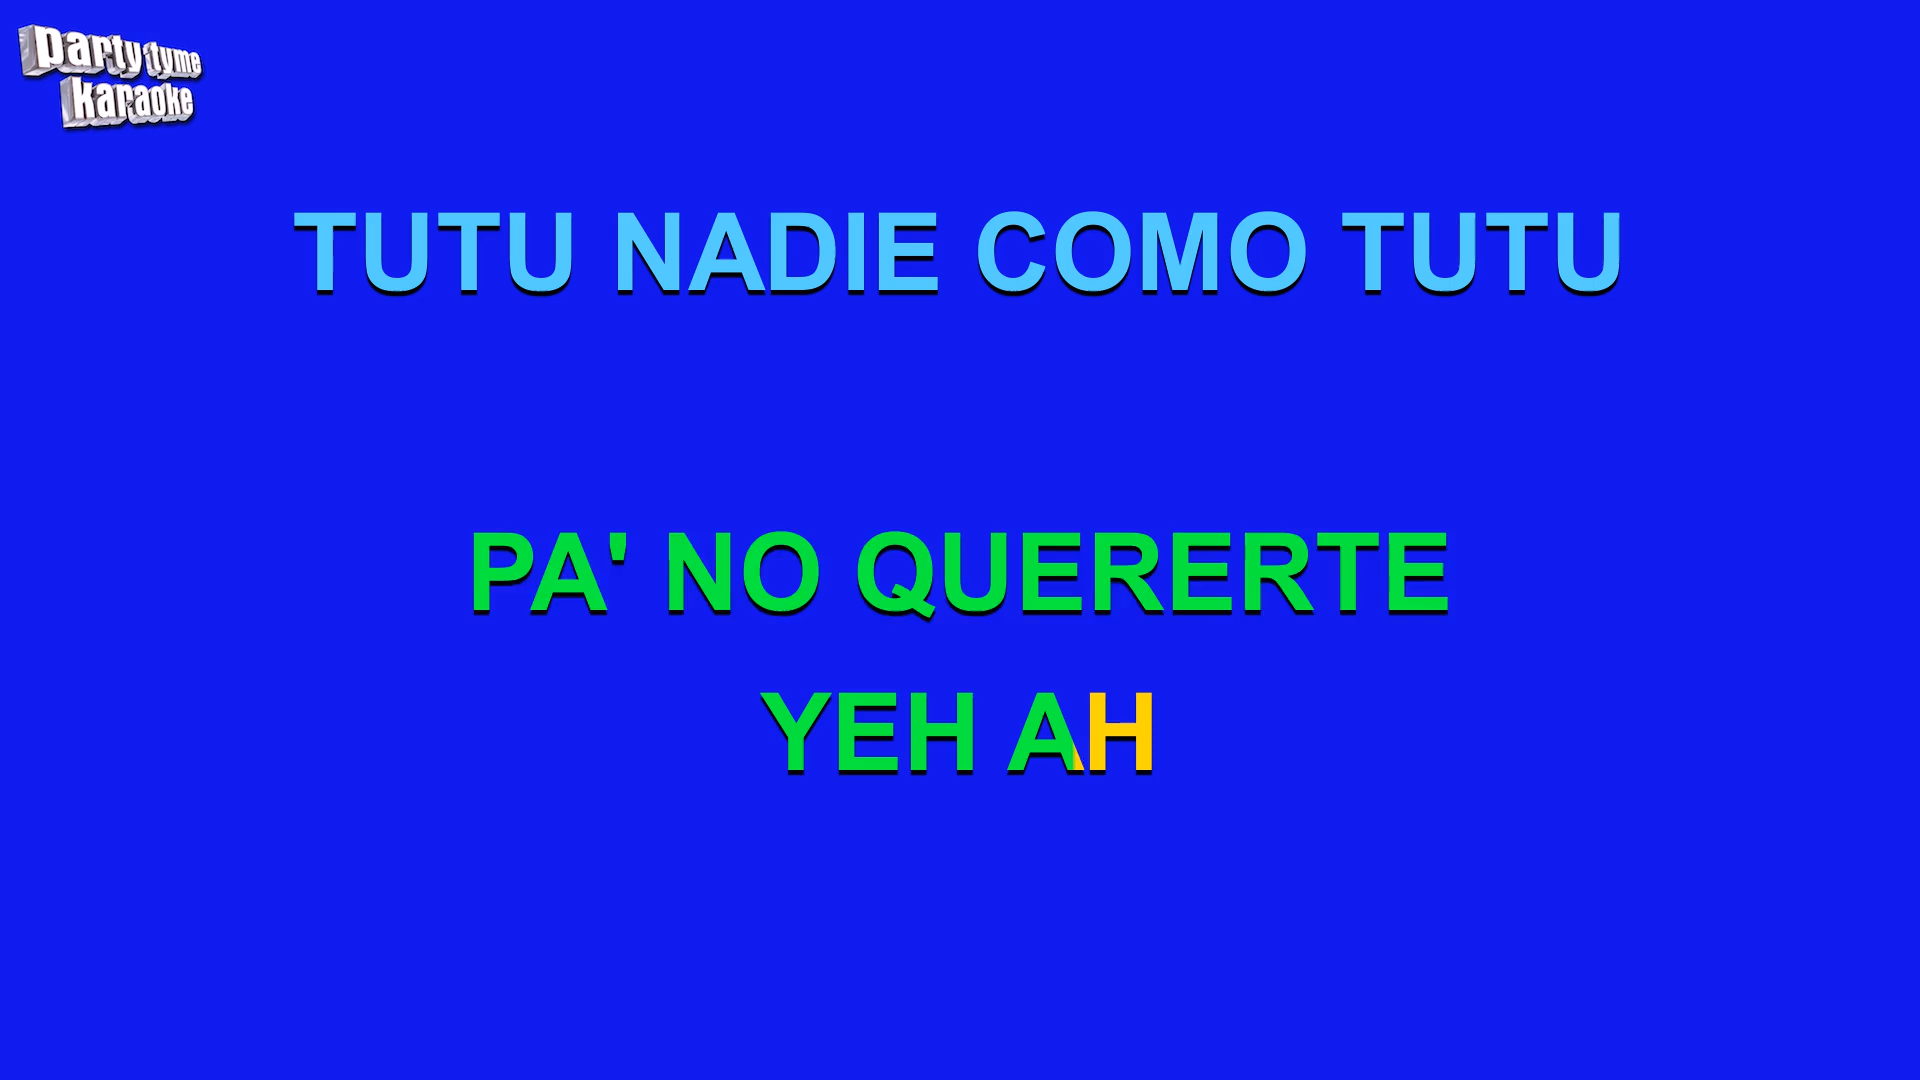 party tyme
karaoke
TUTU NADIE COMO TUTU
PA' NO QUERERTE
YEH AH